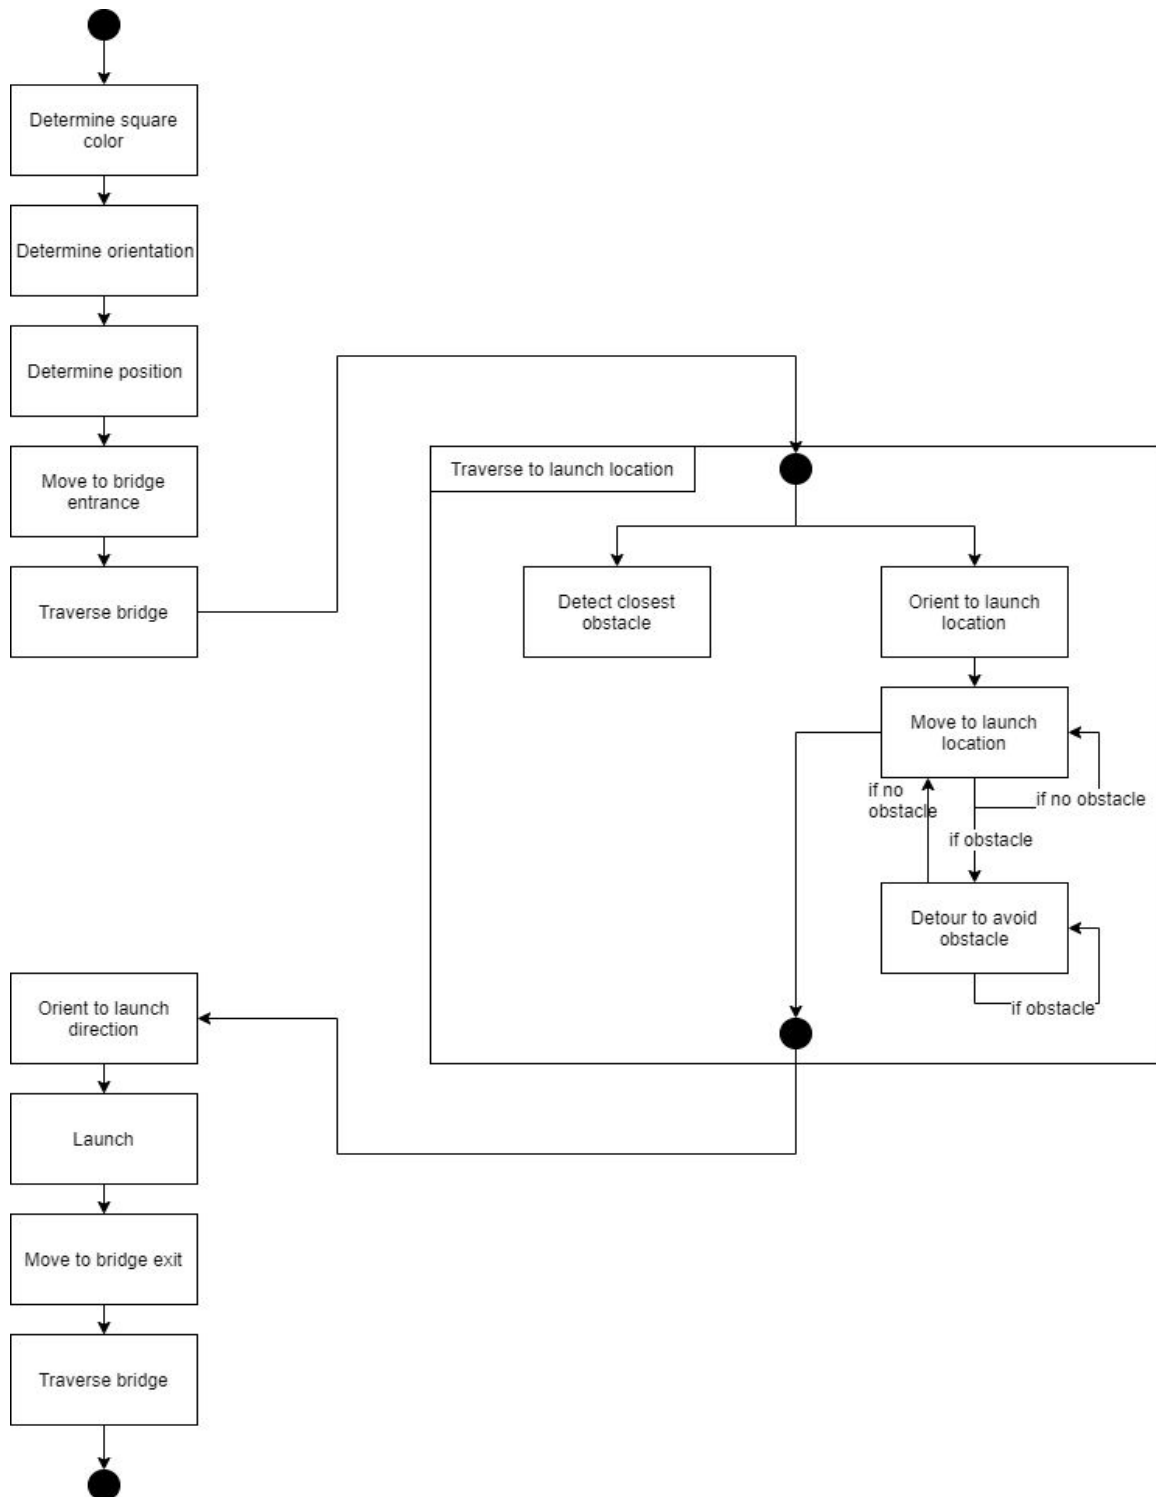 Determine square
color
Determine orientation
Determine position
Move to bridge
entrance
Traverse bridge
Traverse to launch location
Detect closest
obstacle
Orient to launch
location
Move to launch
location
if no
obstacle
if no obstacle
if obstacle
Detour to avoid
obstacle
if obstacle
Orient to launch
direction
Launch
Move to bridge exit
Traverse bridge